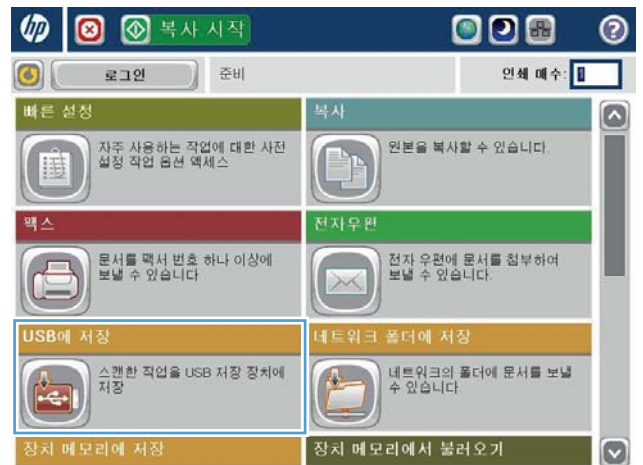 hp
복사 시작
?
로그인
준비
인쇄 매수: 1
빠른 설정
자주 사용하는 작업에 대한 사전
설정 작업 옵션 액세스
복사
원본을 복사할 수 있습니다.
팩스
문서를 팩서 번호 하나 이상에
보낼 수 있습니다
전자우편
전자 우편에 문서를 첨부하여
보낼 수 있습니다.
USB에 저장
스캔한 작업을 USB 저장 장치에
저장
네트워크 폴더에 저장
네트워크의 폴더에 문서를 보낼
수 있습니다
장치 메모리에 저장
장치 메모리에서 불러오기